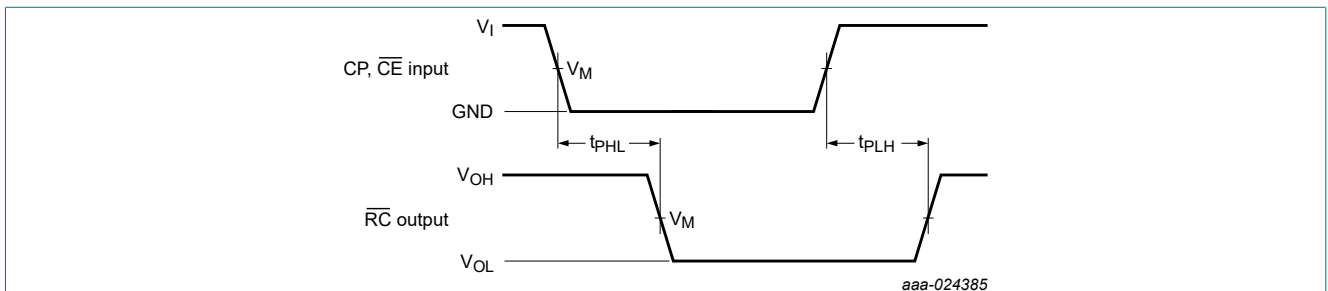 V_I
CP, C̅E̅ input
V_M
GND
t_PHL
t_PLH
V_OH
R̅C̅ output
V_M
V_OL
aaa-024385